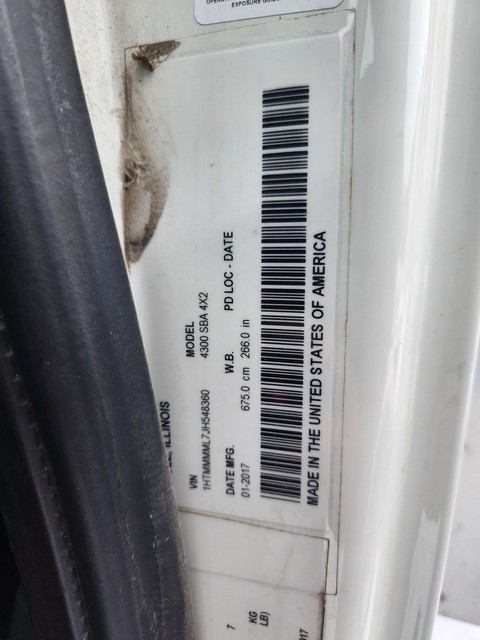 EXPOSURE
ILLINOIS
VIN
MODEL
1HTMMMML7JH548360
4300 SBA 4X2
DATE MFG.
W.B.
PD LOC - DATE
01-2017
675.0 cm 266.0 in
MADE IN THE UNITED STATES OF AMERICA
7
KG
LB)